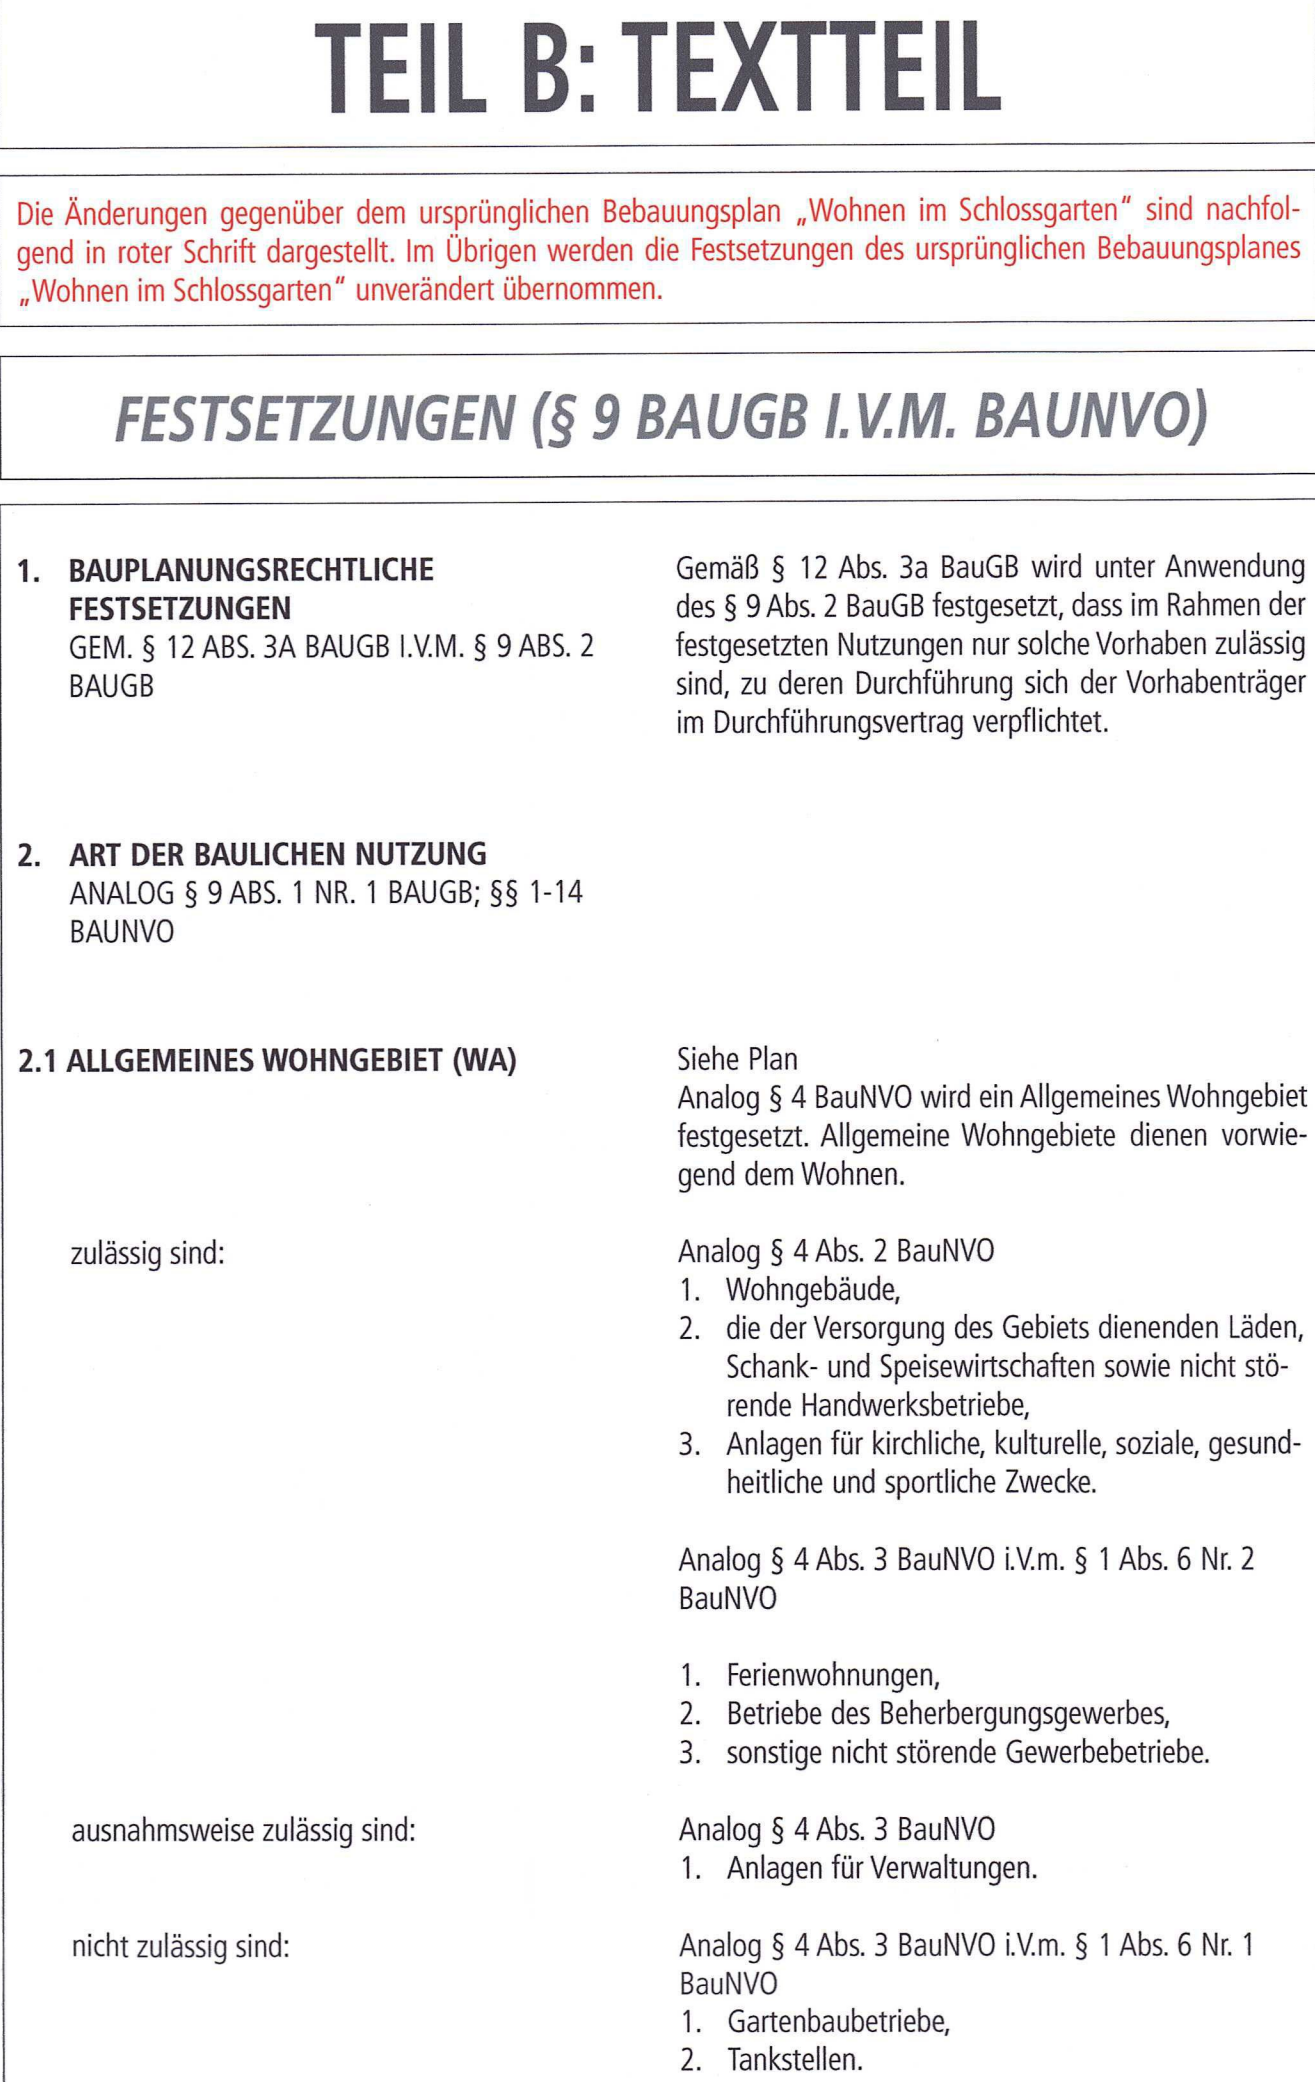 TEIL B: TEXTTEIL
Die Änderungen gegenüber dem ursprünglichen Bebauungsplan „Wohnen im Schlossgarten" sind nachfol-
gend in roter Schrift dargestellt. Im Übrigen werden die Festsetzungen des ursprünglichen Bebauungsplanes
„Wohnen im Schlossgarten" unverändert übernommen.
FESTSETZUNGEN (§ 9 BAUGB I.V.M. BAUNVO)
1. BAUPLANUNGSRECHTLICHE
FESTSETZUNGEN
GEM. § 12 ABS. 3A BAUGB I.V.M. § 9 ABS. 2
BAUGB
Gemäß § 12 Abs. 3a BauGB wird unter Anwendung
des § 9 Abs. 2 BauGB festgesetzt, dass im Rahmen der
festgesetzten Nutzungen nur solche Vorhaben zulässig
sind, zu deren Durchführung sich der Vorhabenträger
im Durchführungsvertrag verpflichtet.
2. ART DER BAULICHEN NUTZUNG
ANALOG § 9 ABS. 1 NR. 1 BAUGB; §§ 1-14
BAUNVO
2.1 ALLGEMEINES WOHNGEBIET (WA)
Siehe Plan
Analog § 4 BauNVO wird ein Allgemeines Wohngebiet
festgesetzt. Allgemeine Wohngebiete dienen vorwie-
gend dem Wohnen.
zulässig sind:
Analog § 4 Abs. 2 BauNVO
1. Wohngebäude,
2. die der Versorgung des Gebiets dienenden Läden,
Schank- und Speisewirtschaften sowie nicht stö-
rende Handwerksbetriebe,
3. Anlagen für kirchliche, kulturelle, soziale, gesund-
heitliche und sportliche Zwecke.
Analog § 4 Abs. 3 BauNVO i.V.m. § 1 Abs. 6 Nr. 2
BauNVO
1. Ferienwohnungen,
2. Betriebe des Beherbergungsgewerbes,
3. sonstige nicht störende Gewerbebetriebe.
ausnahmsweise zulässig sind:
Analog § 4 Abs. 3 BauNVO
1. Anlagen für Verwaltungen.
nicht zulässig sind:
Analog § 4 Abs. 3 BauNVO i.V.m. § 1 Abs. 6 Nr. 1
BauNVO
1. Gartenbaubetriebe,
2. Tankstellen.